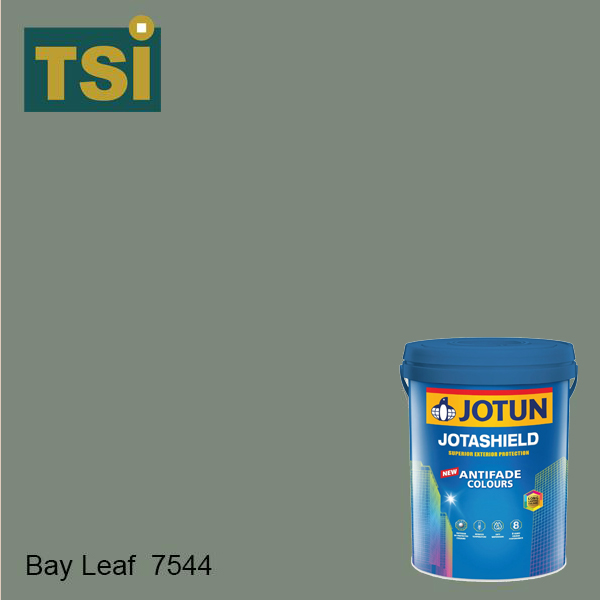 TSi
JOTUN
JOTASHIELD
SUPERIOR EXTERIOR PROTECTION
NEW ANTIFADE
COLOURS
8
Bay Leaf 7544